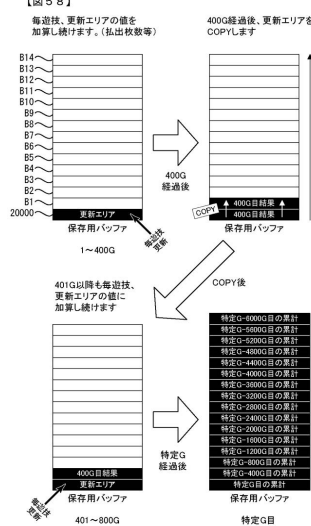 【図58】
毎遊技、更新エリアの値を
加算し続けます。(払出枚数等)
B14
B13
B12
B11
B10
B9
B8
B7
B6
B5
B4
B3
B2
B1
20000
更新エリア
保存用バッファ
毎遊技
更新
1～400G
400G
経過後
400G経過後、更新エリアを
COPYします
400G目結果
400G目結果
COPY
保存用バッファ
COPY後
401G以降も毎遊技、
更新エリアの値に
加算し続けます
400G目結果
更新エリア
毎遊技
更新
保存用バッファ
401～800G
特定G
経過後
特定G-6000G目の累計
特定G-5600G目の累計
特定G-5200G目の累計
特定G-4800G目の累計
特定G-4400G目の累計
特定G-4000G目の累計
特定G-3600G目の累計
特定G-3200G目の累計
特定G-2800G目の累計
特定G-2400G目の累計
特定G-2000G目の累計
特定G-1600G目の累計
特定G-1200G目の累計
特定G-800G目の累計
特定G-400G目の累計
特定G目の累計
保存用バッファ
特定G目